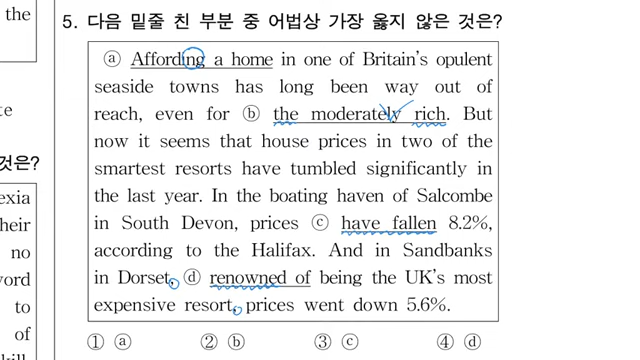 the
te
것은?
exia
heir
no
vord
to
of
5. 다음 밑줄 친 부분 중 어법상 가장 옳지 않은 것은?
ⓐ Affording a home in one of Britain's opulent
seaside towns has long been way out of
reach, even for ⓑ the moderately rich. But
now it seems that house prices in two of the
smartest resorts have tumbled significantly in
the last year. In the boating haven of Salcombe
in South Devon, prices ⓒ have fallen 8.2%,
according to the Halifax. And in Sandbanks
in Dorset, ⓓ renowned of being the UK's most
expensive resort, prices went down 5.6%.
① ⓐ ② ⓑ ③ ⓒ ④ ⓓ